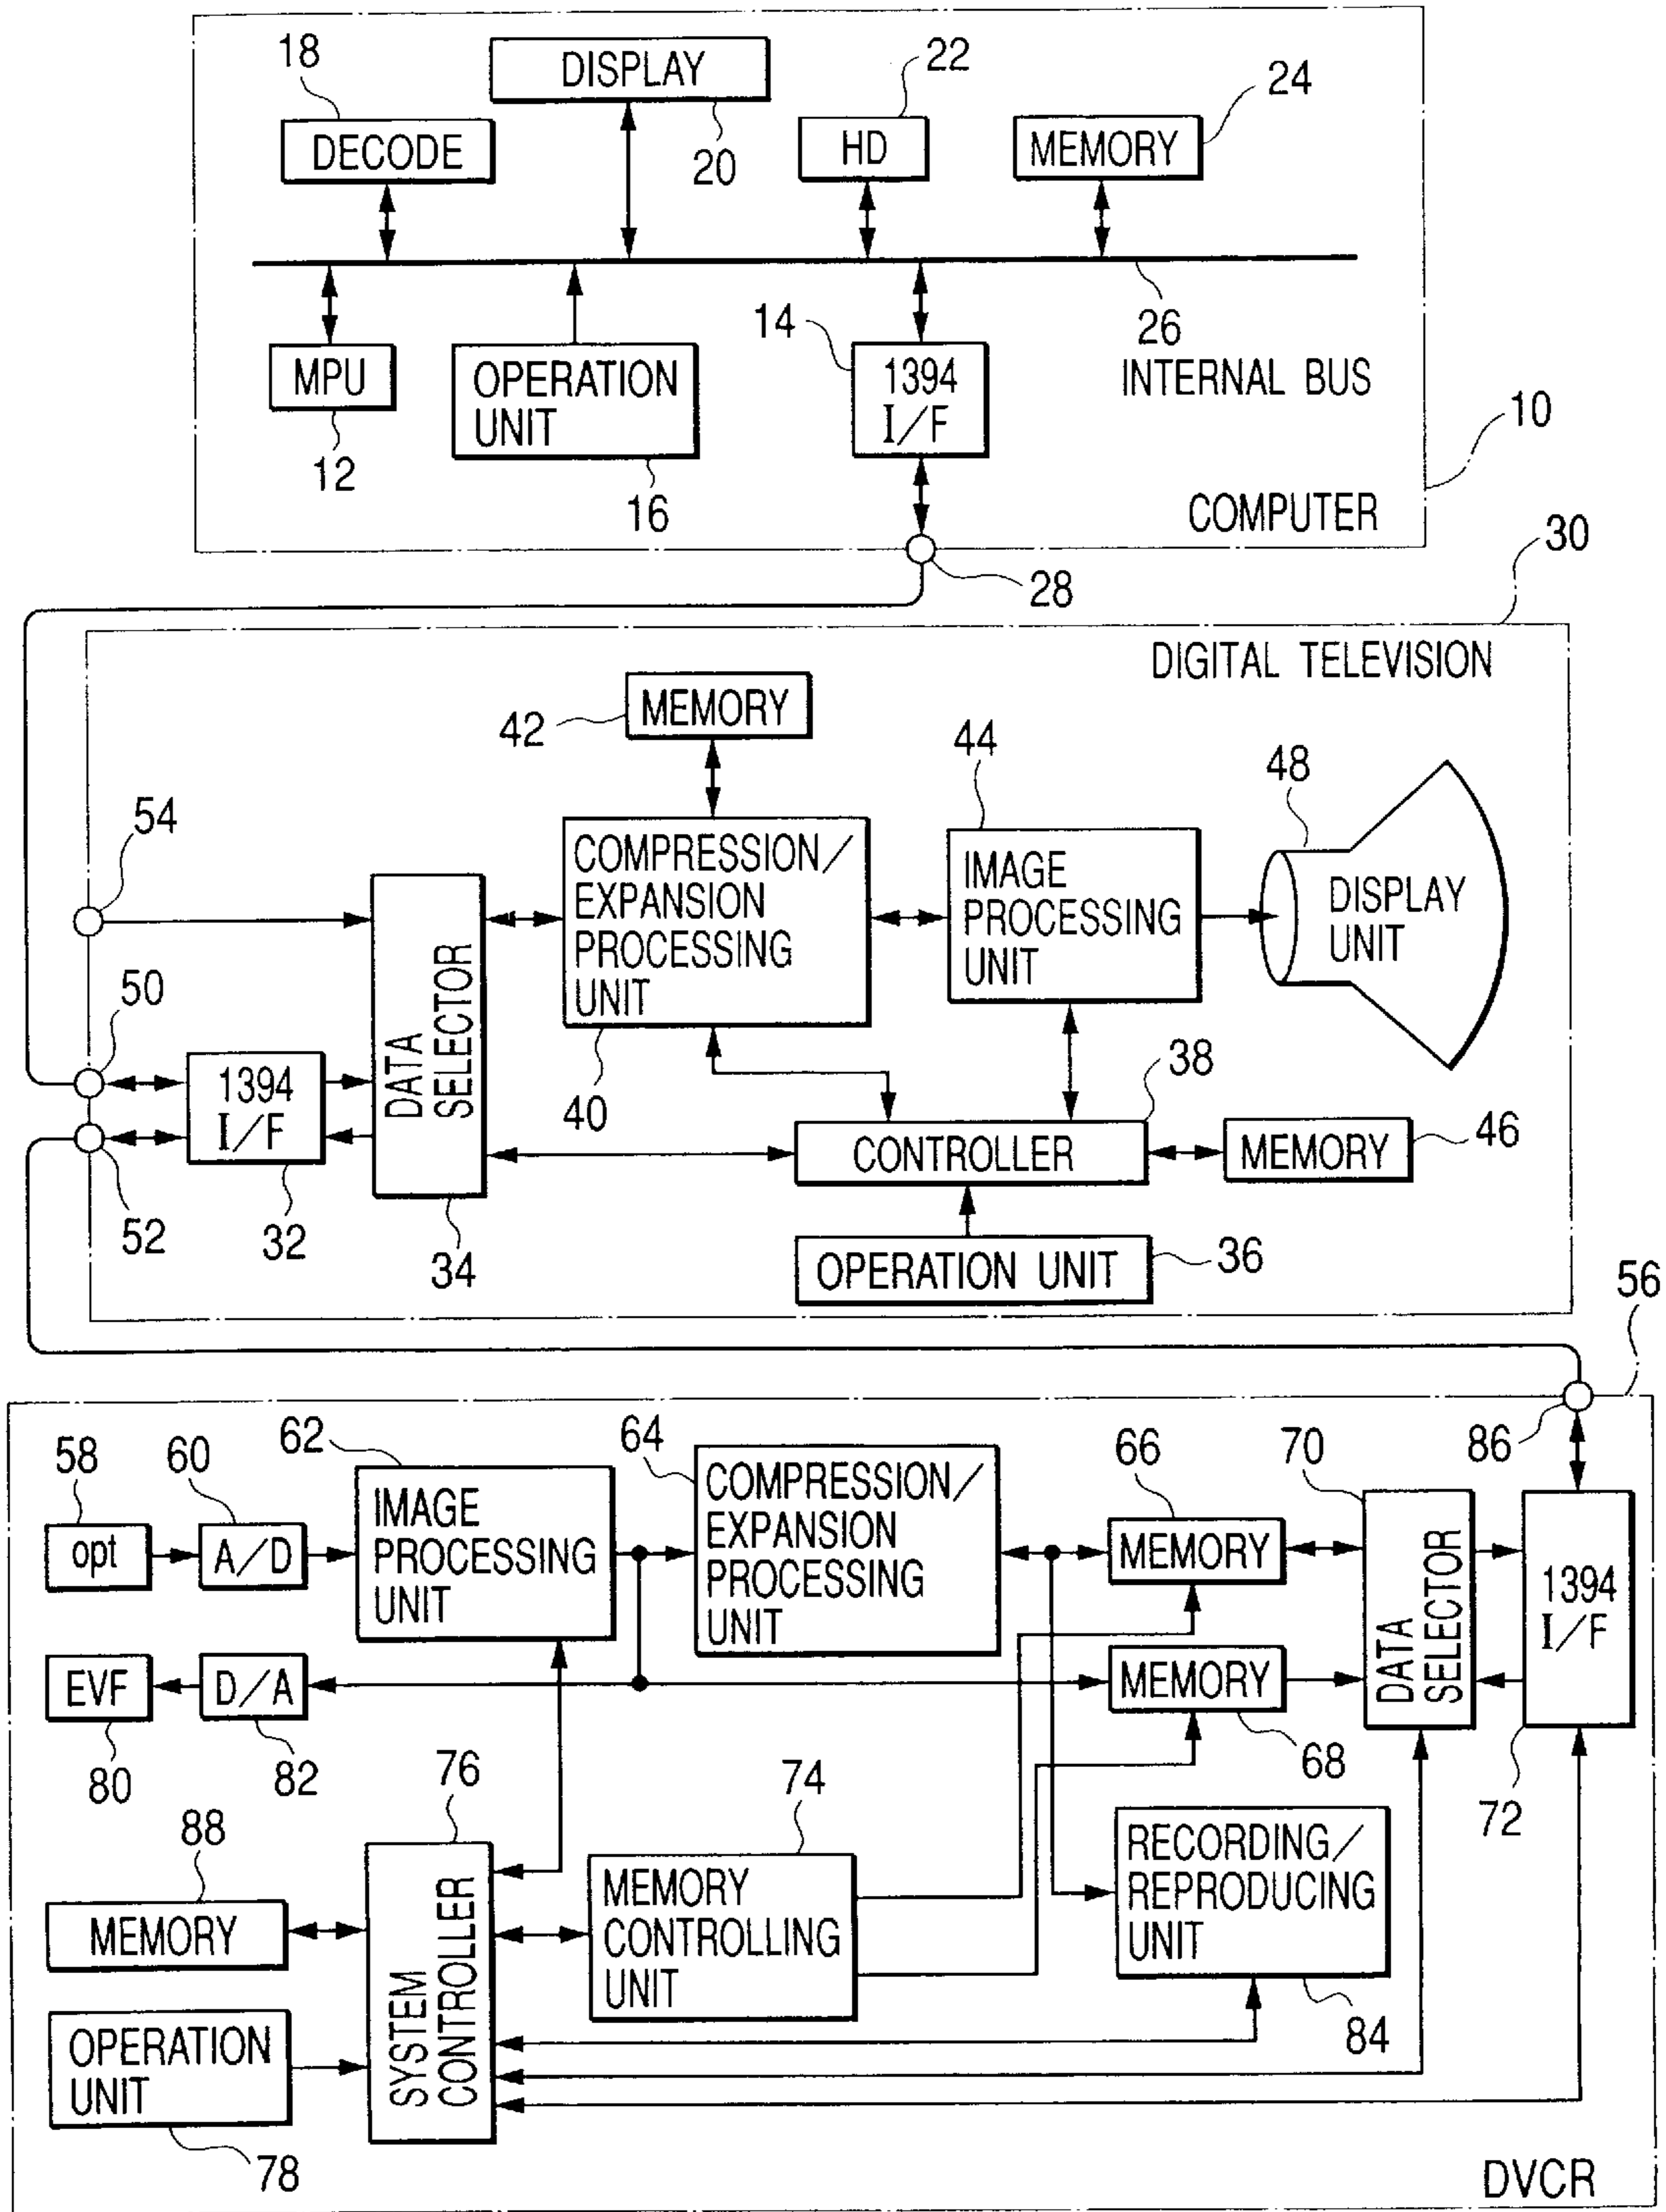 18
DISPLAY
22
24
DECODE
20
HD
MEMORY
14
26
MPU
OPERATION
UNIT
1394
I/F
INTERNAL BUS
10
12
16
COMPUTER
28
30
DIGITAL TELEVISION
MEMORY
42
44
48
54
COMPRESSION/
EXPANSION
PROCESSING
UNIT
IMAGE
PROCESSING
UNIT
DISPLAY
UNIT
50
DATA
SELECTOR
1394
I/F
40
38
CONTROLLER
MEMORY
46
52
32
34
OPERATION UNIT
36
56
58
60
62
64
66
70
86
opt
A/D
IMAGE
PROCESSING
UNIT
COMPRESSION/
EXPANSION
PROCESSING
UNIT
MEMORY
DATA
SELECTOR
1394
I/F
EVF
D/A
MEMORY
80
82
76
74
68
72
88
MEMORY
SYSTEM
CONTROLLER
MEMORY
CONTROLLING
UNIT
RECORDING/
REPRODUCING
UNIT
OPERATION
UNIT
84
78
DVCR